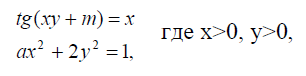 tg(xy + m) = x
ax² + 2y² = 1, где x>0, y>0,